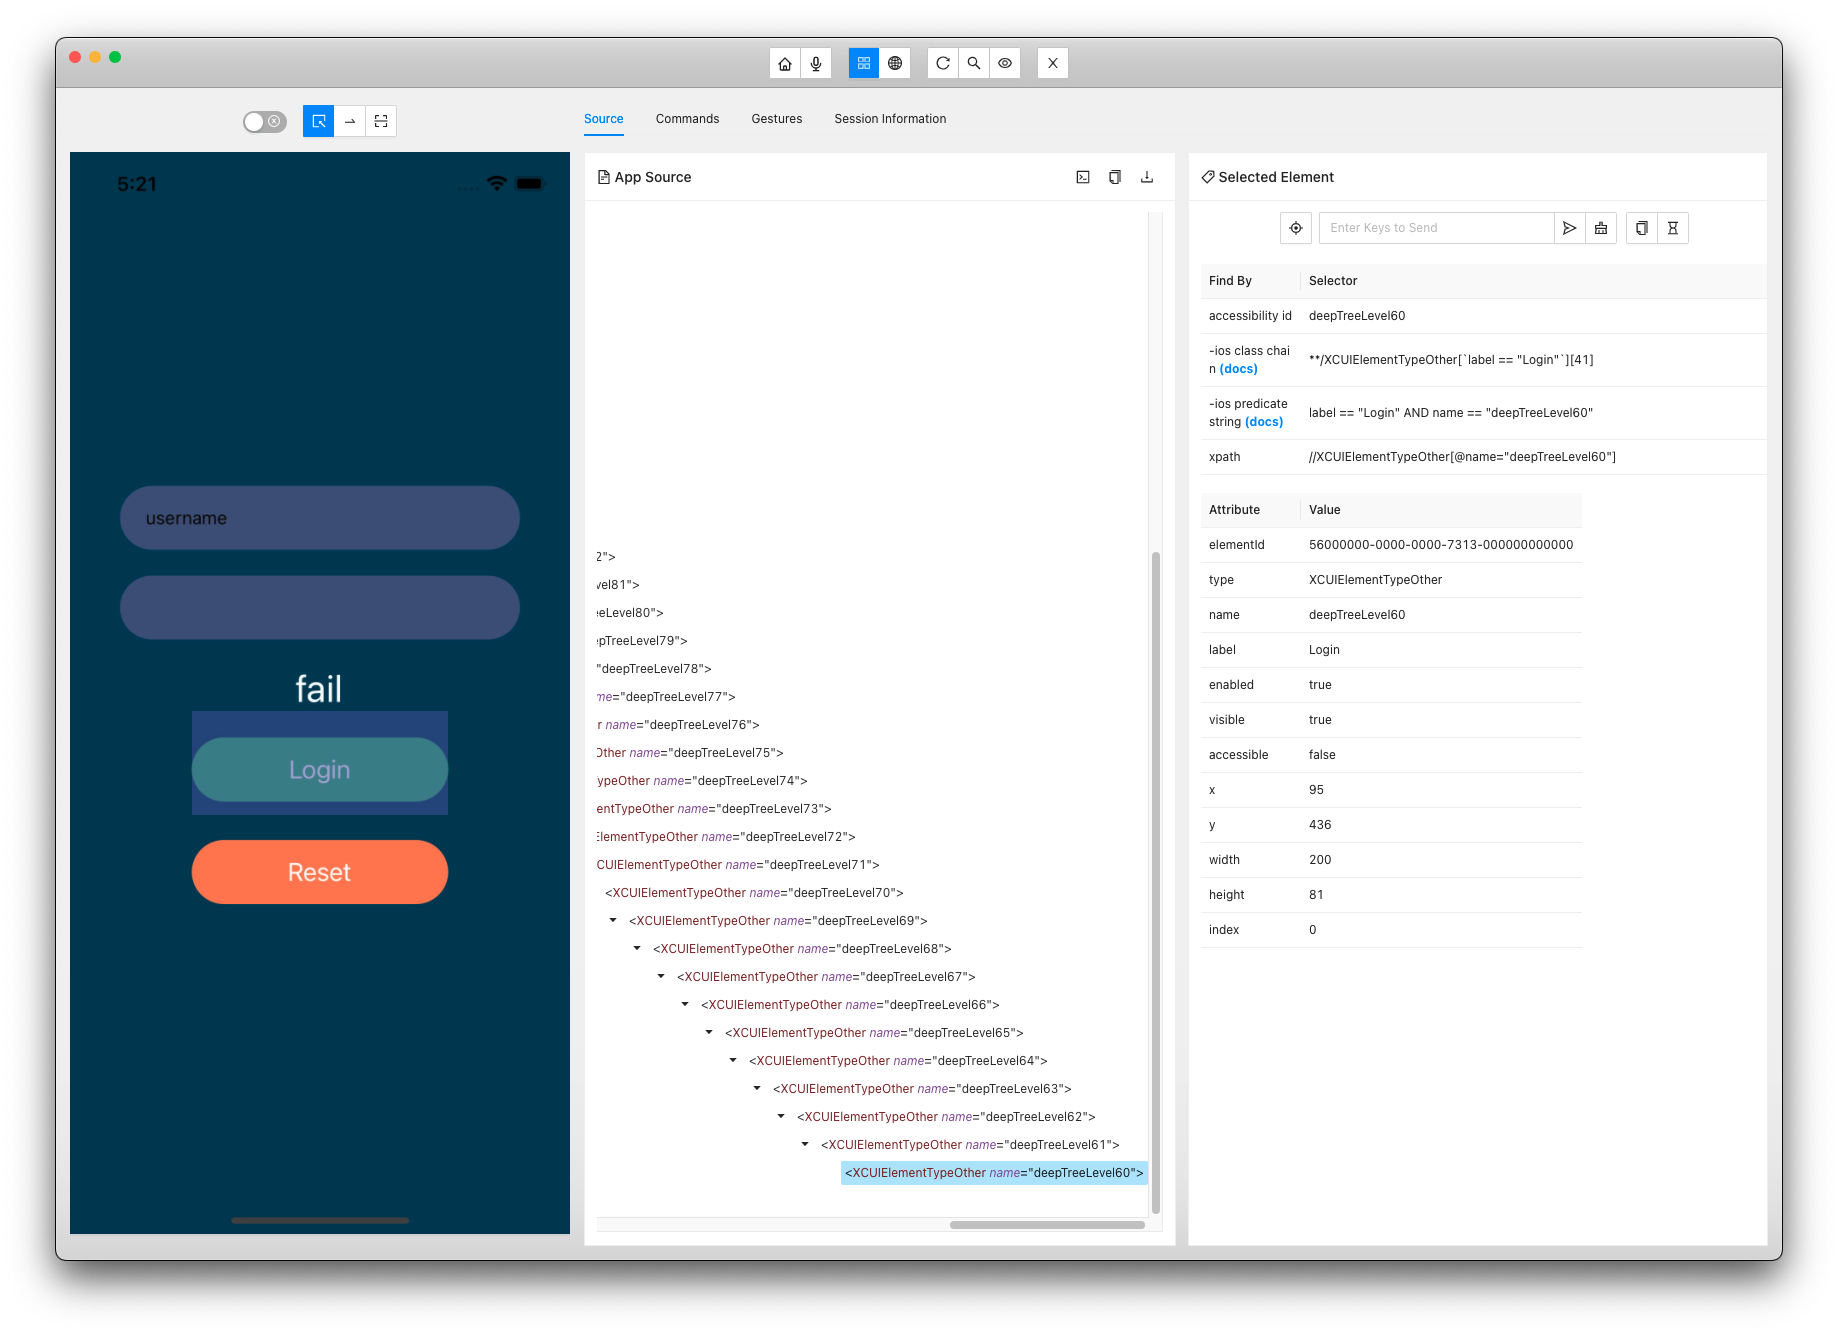 Source Commands Gestures Session Information
5:21
username
fail
Login
Reset
App Source
2">
vel81">
eeLevel80">
epTreeLevel79">
"deepTreeLevel78">
me="deepTreeLevel77">
r name="deepTreeLevel76">
Other name="deepTreeLevel75">
ypeOther name="deepTreeLevel74">
entTypeOther name="deepTreeLevel73">
ElementTypeOther name="deepTreeLevel72">
CUIElementTypeOther name="deepTreeLevel71">
<XCUIElementTypeOther name="deepTreeLevel70">
<XCUIElementTypeOther name="deepTreeLevel69">
<XCUIElementTypeOther name="deepTreeLevel68">
<XCUIElementTypeOther name="deepTreeLevel67">
<XCUIElementTypeOther name="deepTreeLevel66">
<XCUIElementTypeOther name="deepTreeLevel65">
<XCUIElementTypeOther name="deepTreeLevel64">
<XCUIElementTypeOther name="deepTreeLevel63">
<XCUIElementTypeOther name="deepTreeLevel62">
<XCUIElementTypeOther name="deepTreeLevel61">
<XCUIElementTypeOther name="deepTreeLevel60">
Selected Element
Enter Keys to Send
Find By Selector
accessibility id deepTreeLevel60
-ios class chai
n (docs) **/XCUIElementTypeOther[`label == "Login"`][41]
-ios predicate
string (docs) label == "Login" AND name == "deepTreeLevel60"
xpath //XCUIElementTypeOther[@name="deepTreeLevel60"]
Attribute Value
elementId 56000000-0000-0000-7313-000000000000
type XCUIElementTypeOther
name deepTreeLevel60
label Login
enabled true
visible true
accessible false
x 95
y 436
width 200
height 81
index 0